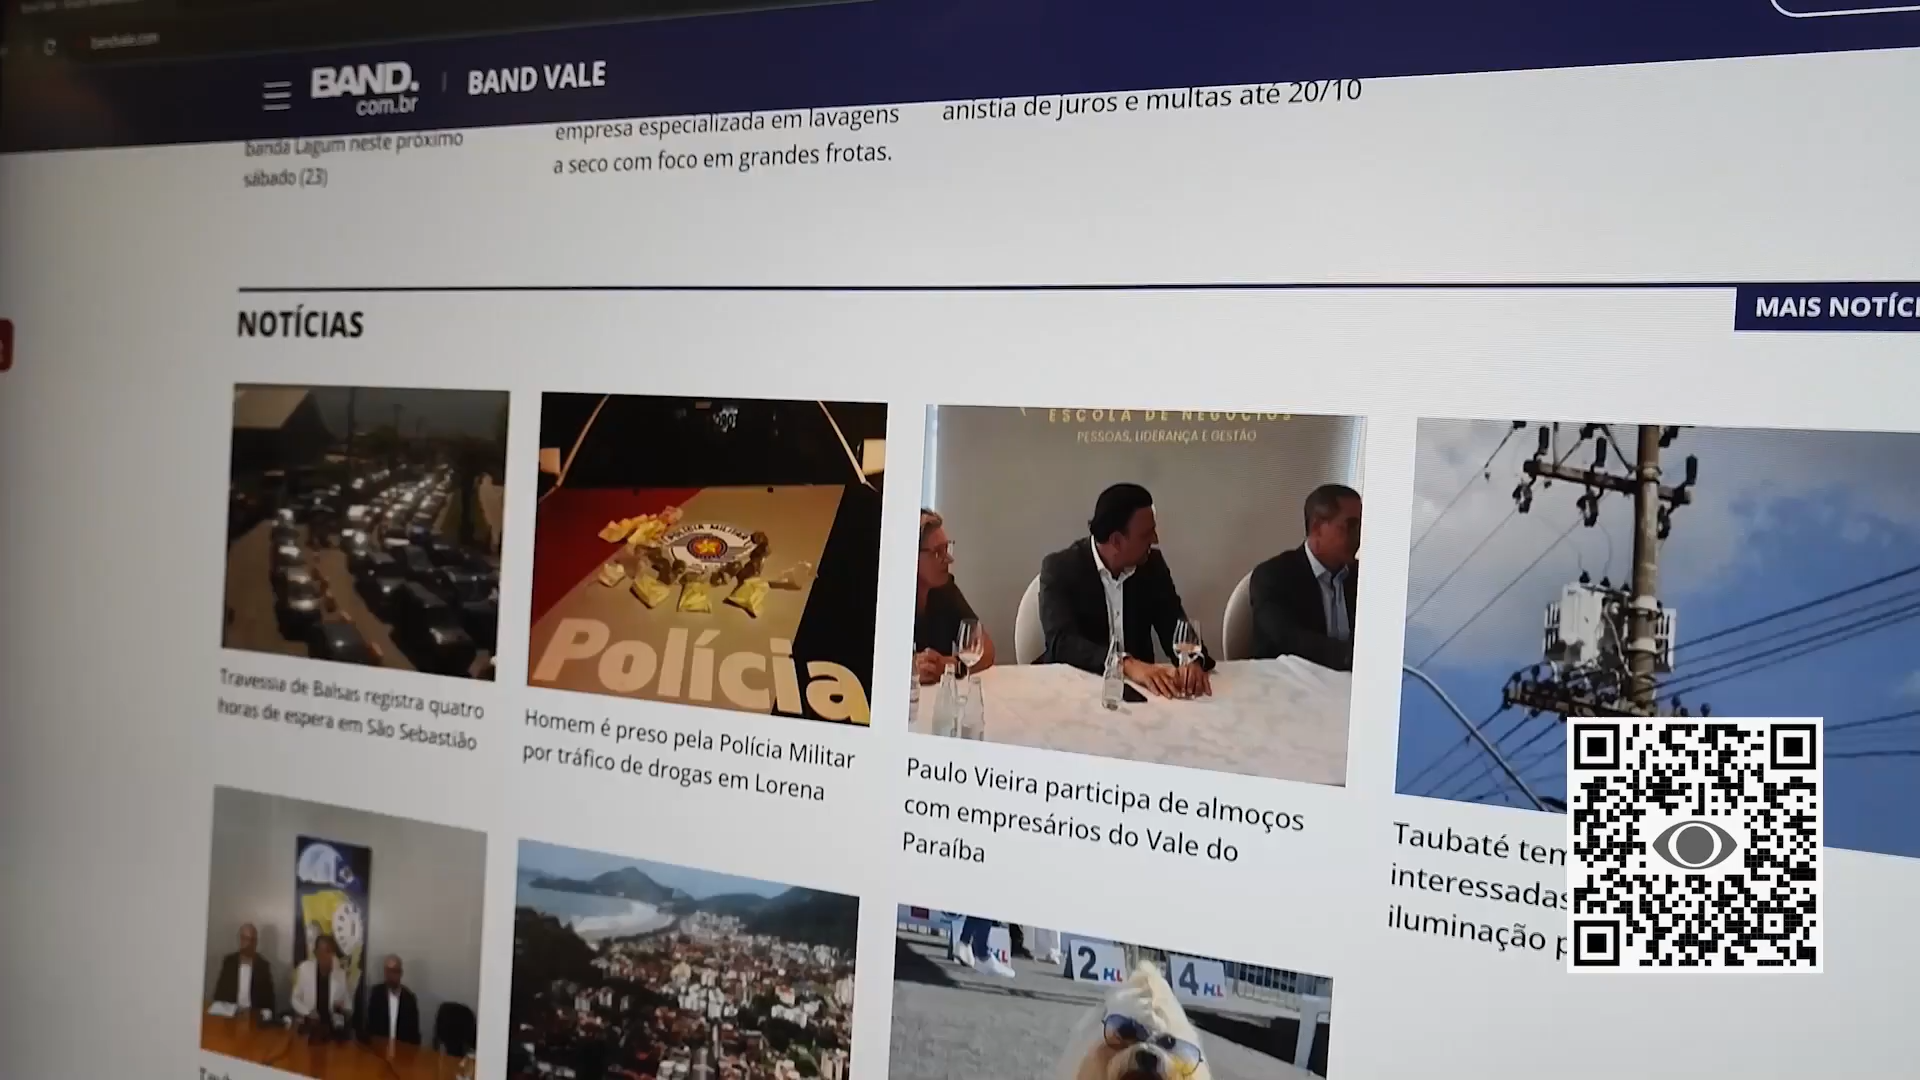 bandvale.com
BAND.
com.br
BAND VALE
banda Lagum neste próximo
sábado (23)
empresa especializada em lavagens
a seco com foco em grandes frotas.
anistia de juros e multas até 20/10
NOTÍCIAS
MAIS NOTÍCI
POLÍCIA MILITAR
Polícia
ESCOLA DE NEGÓCIOS
PESSOAS, LIDERANÇA E GESTÃO
Travessia de Balsas registra quatro
horas de espera em São Sebastião
Homem é preso pela Polícia Militar
por tráfico de drogas em Lorena
Paulo Vieira participa de almoços
com empresários do Vale do
Paraíba
Taubaté tem
interessadas
iluminação p
2
4